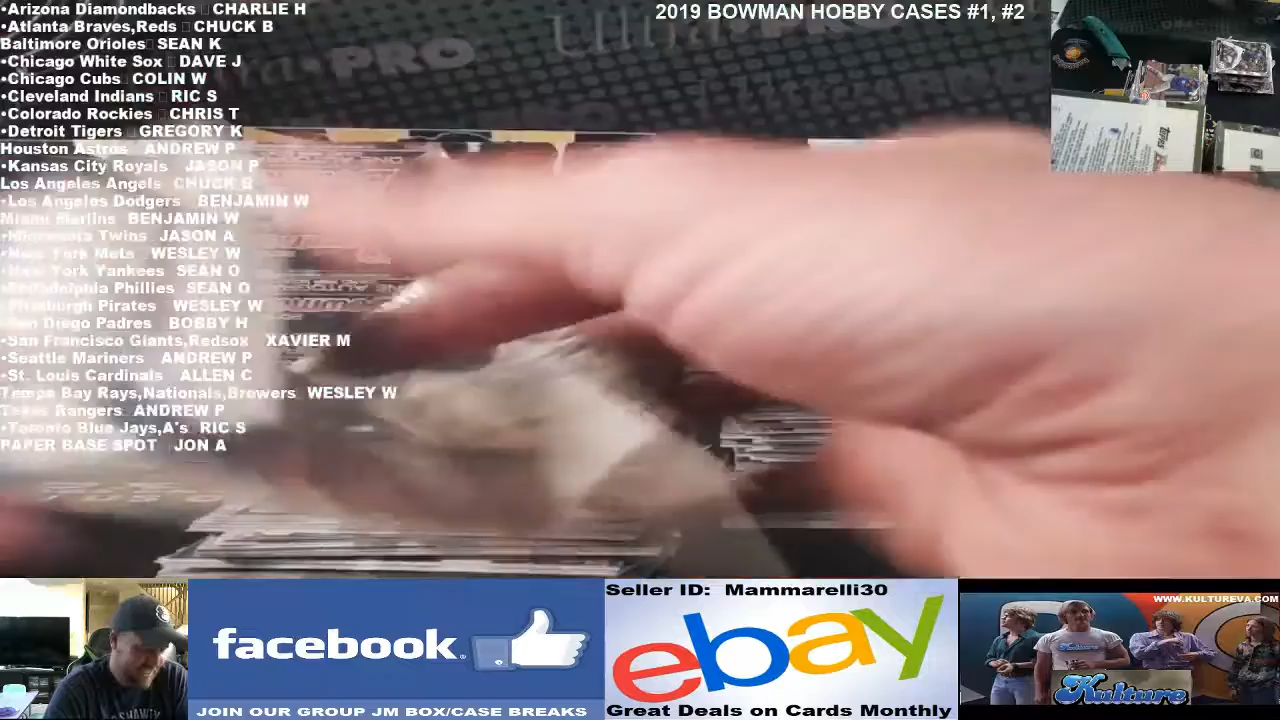 •Arizona Diamondbacks CHARLIE H
•Atlanta Braves,Reds CHUCK B
Baltimore Orioles SEAN K
•Chicago White Sox DAVE J
•Chicago Cubs COLIN W
•Cleveland Indians RIC S
•Colorado Rockies CHRIS T
•Detroit Tigers GREGORY K
Houston Astros ANDREW P
•Kansas City Royals JASON P
Los Angeles Angels CHUCK B
•Los Angeles Dodgers BENJAMIN W
Miami Marlins BENJAMIN W
•Minnesota Twins JASON A
•New York Mets WESLEY W
•New York Yankees SEAN O
•Philadelphia Phillies SEAN O
•Pittsburgh Pirates WESLEY W
•San Diego Padres BOBBY H
•San Francisco Giants,Redsox XAVIER M
•Seattle Mariners ANDREW P
•St. Louis Cardinals ALLEN C
Tampa Bay Rays,Nationals,Brewers WESLEY W
Texas Rangers ANDREW P
•Toronto Blue Jays,A's RIC S
PAPER BASE SPOT JON A
2019 BOWMAN HOBBY CASES #1, #2
Ultra PRO
facebook
JOIN OUR GROUP JM BOX/CASE BREAKS
Seller ID: Mammarelli30
ebay
Great Deals on Cards Monthly
WWW.KULTUREVA.COM
Kulture